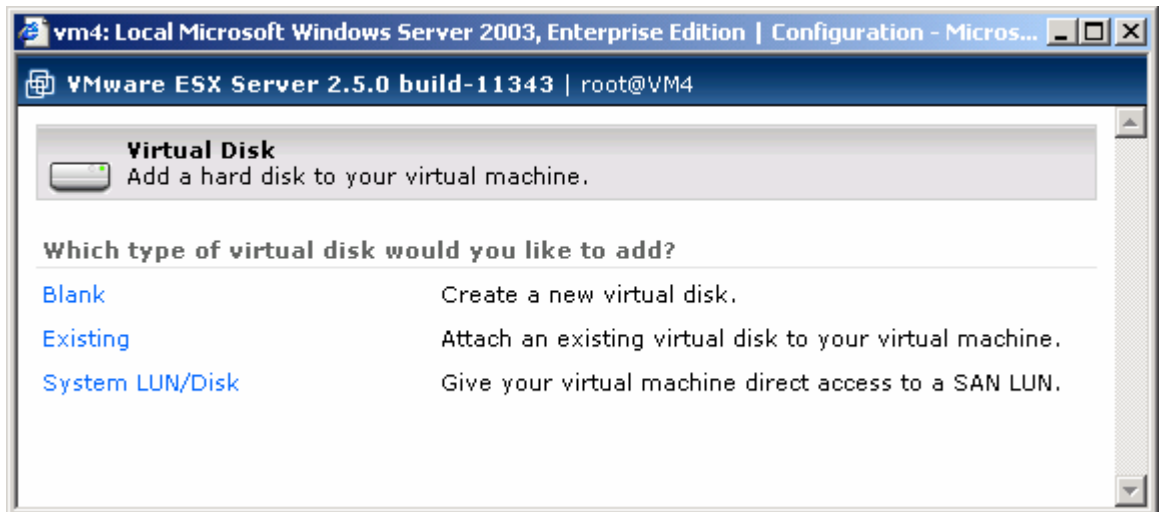 vm4: Local Microsoft Windows Server 2003, Enterprise Edition | Configuration - Micros...
VMware ESX Server 2.5.0 build-11343 | root@VM4
Virtual Disk
Add a hard disk to your virtual machine.
Which type of virtual disk would you like to add?
Blank Create a new virtual disk.
Existing Attach an existing virtual disk to your virtual machine.
System LUN/Disk Give your virtual machine direct access to a SAN LUN.